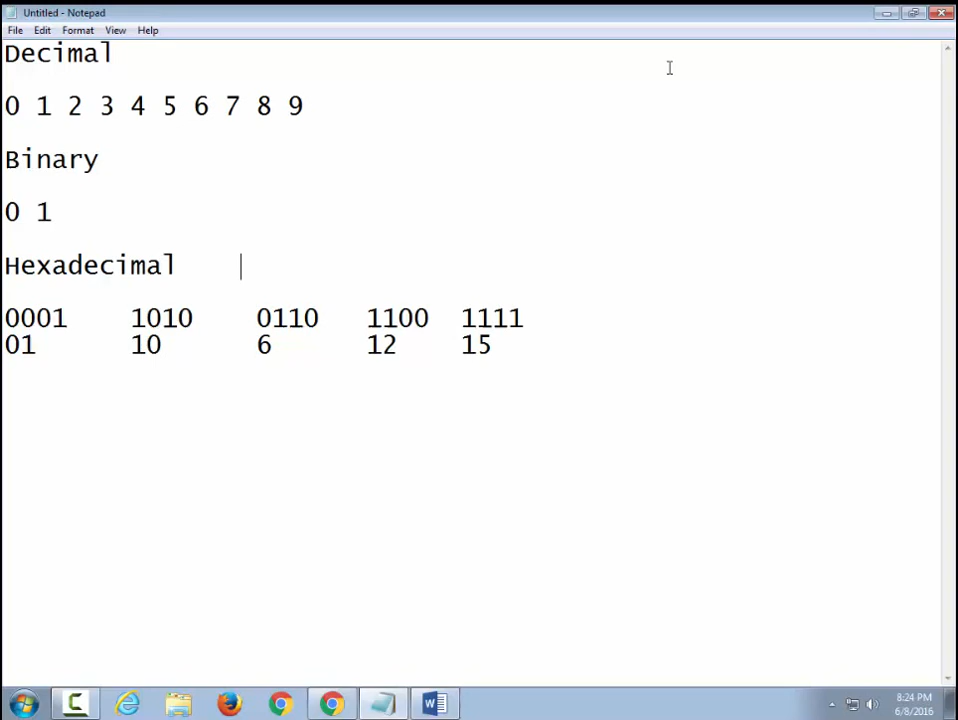 Untitled - Notepad
File Edit Format View Help
Decimal
0 1 2 3 4 5 6 7 8 9
Binary
0 1
Hexadecimal
0001 1010 0110 1100 1111
01 10 6 12 15
8:24 PM
6/8/2016